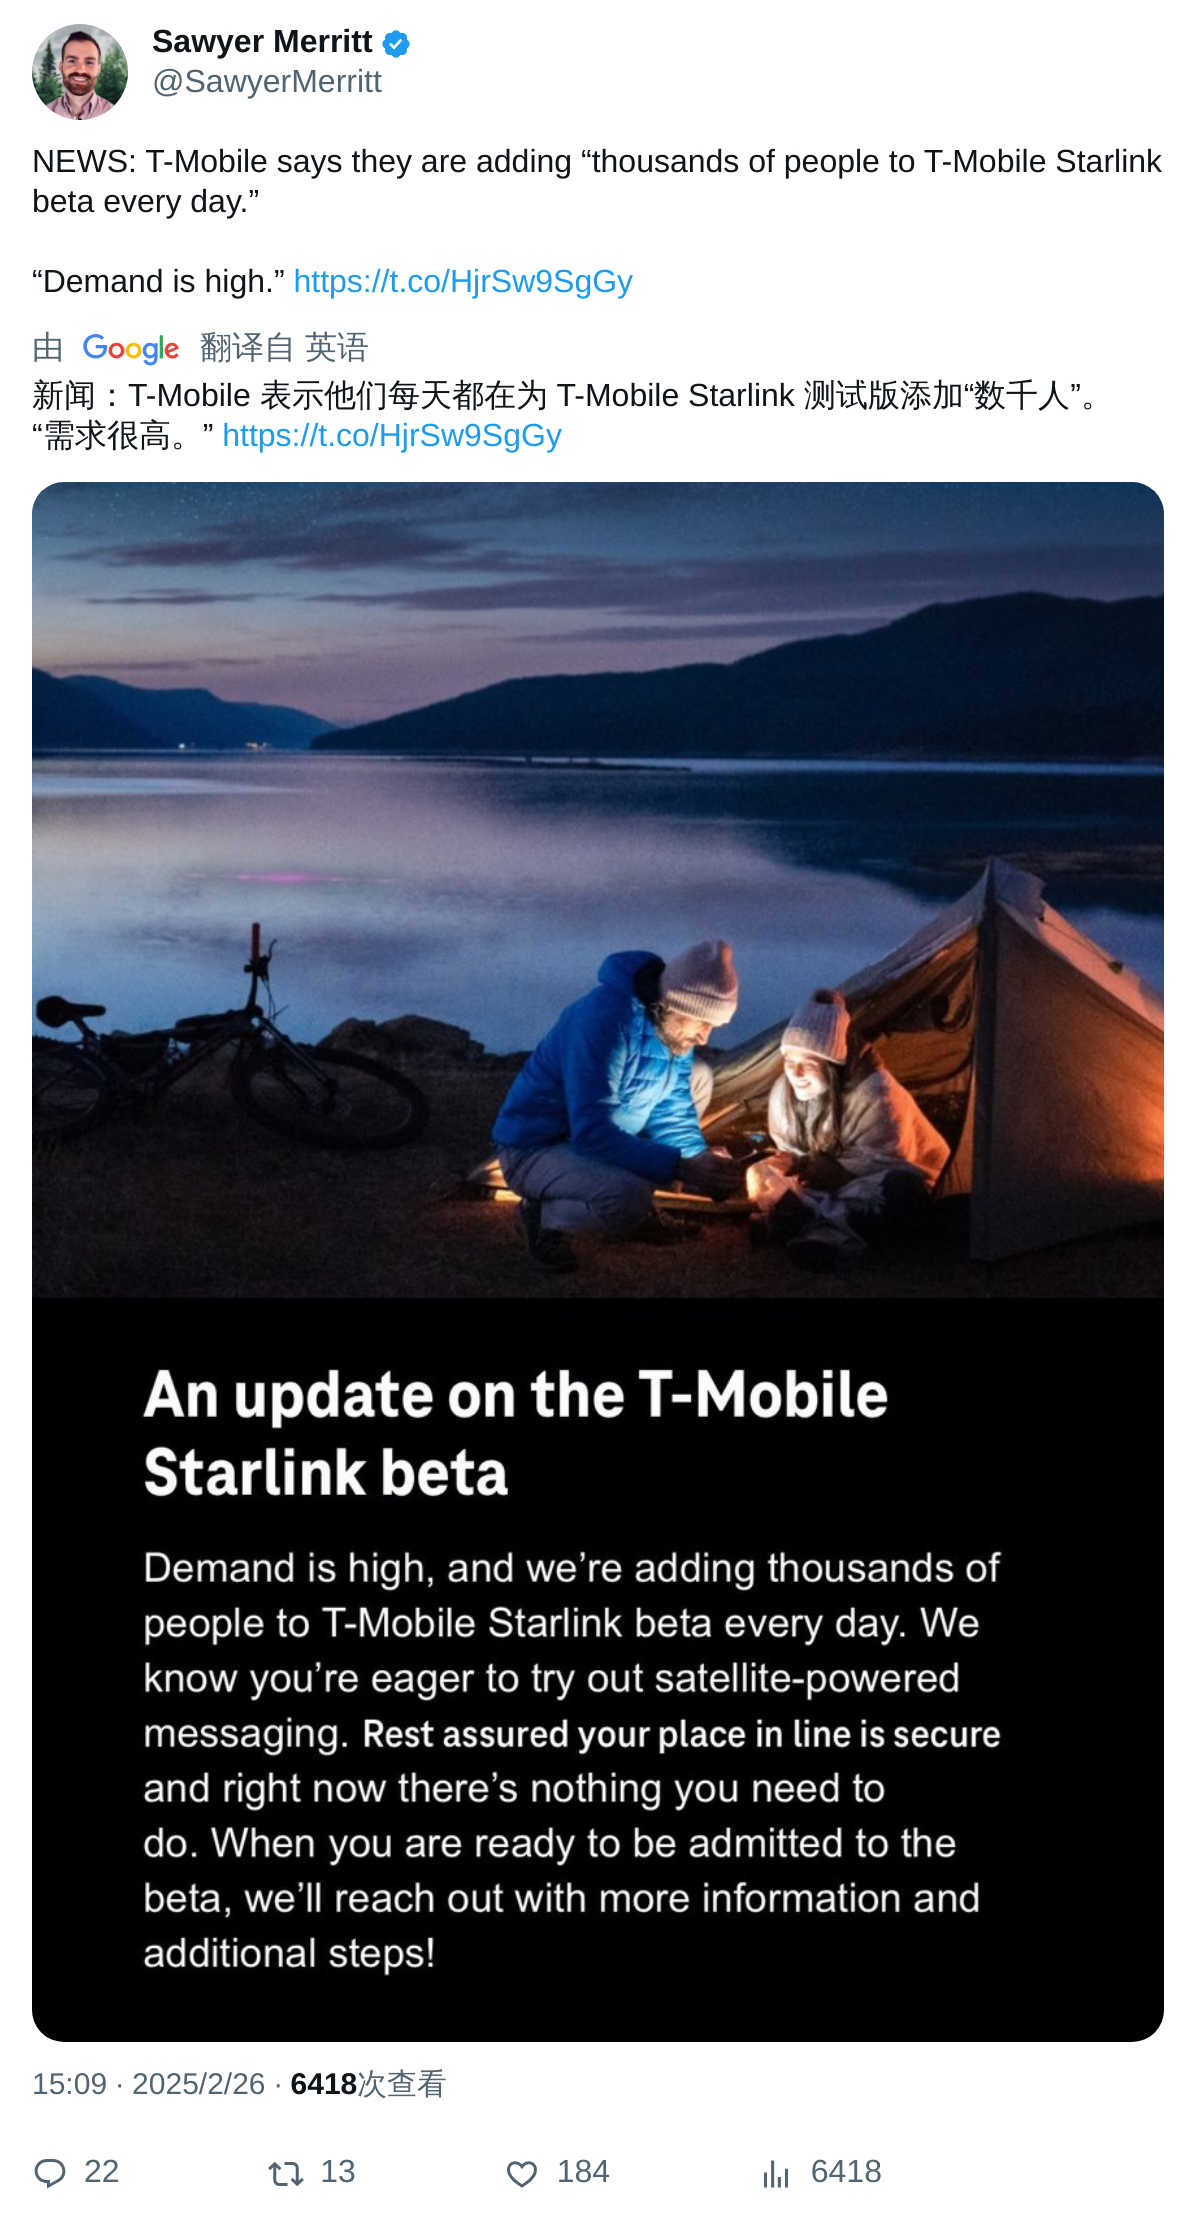 Sawyer Merritt
@SawyerMerritt
NEWS: T-Mobile says they are adding “thousands of people to T-Mobile Starlink
beta every day.”
“Demand is high.” https://t.co/HjrSw9SgGy
由 Google 翻译自 英语
新闻：T-Mobile 表示他们每天都在为 T-Mobile Starlink 测试版添加“数千人”。
“需求很高。” https://t.co/HjrSw9SgGy
An update on the T-Mobile
Starlink beta
Demand is high, and we’re adding thousands of
people to T-Mobile Starlink beta every day. We
know you’re eager to try out satellite-powered
messaging. Rest assured your place in line is secure
and right now there’s nothing you need to
do. When you are ready to be admitted to the
beta, we’ll reach out with more information and
additional steps!
15:09 · 2025/2/26 · 6418次查看
22 13 184 6418